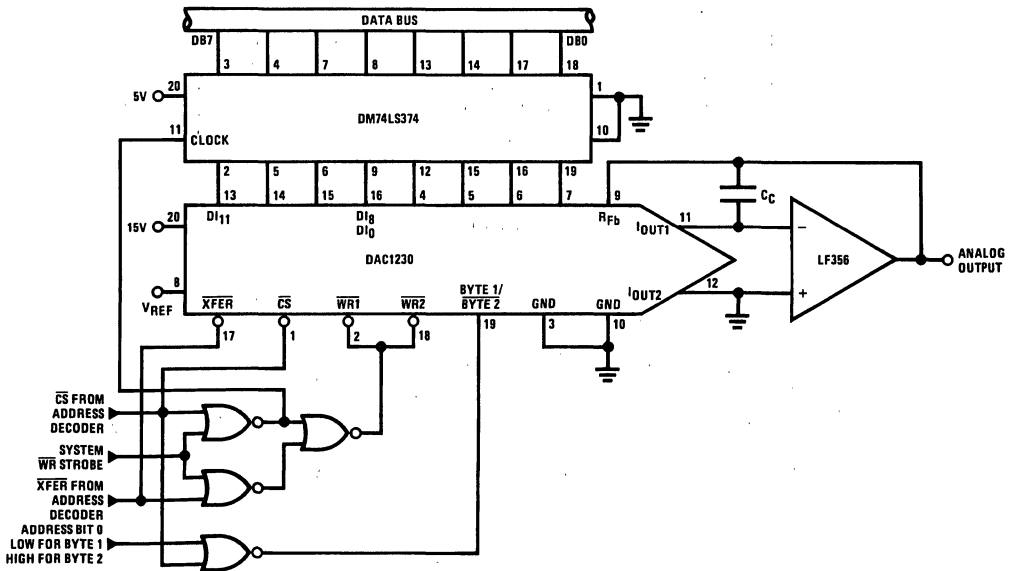 DATA BUS
DB7 DB0
3 4 7 8 13 14 17 18
5V 20 1
DM74LS374
11 CLOCK 10
2 5 6 9 12 15 16 19
13 14 15 16 4 5 6 7 9
DI11 DI8 RFb IOUT1 11
DI0
15V 20
CC
DAC1230
LF356
−
+
ANALOG
OUTPUT
VREF 8
IOUT2 12
XFER CS WR1 WR2 BYTE 1/ GND GND
BYTE 2
17 1 2 18 19 3 10
CS FROM
ADDRESS
DECODER
SYSTEM
WR STROBE
XFER FROM
ADDRESS
DECODER
ADDRESS BIT 0
LOW FOR BYTE 1
HIGH FOR BYTE 2